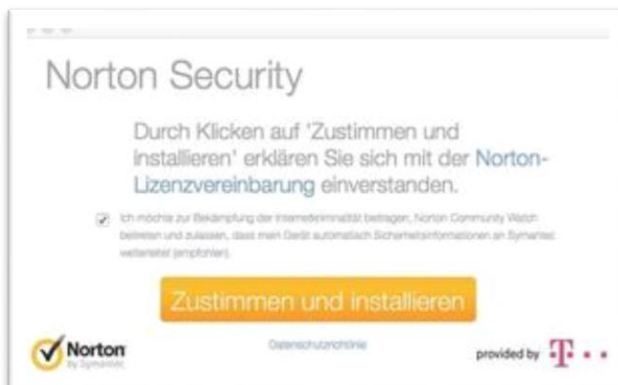 Norton Security
Durch Klicken auf 'Zustimmen und
installieren' erklären Sie sich mit der Norton-
Lizenzvereinbarung einverstanden.
Ich möchte zur Bekämpfung der Internetkriminalität beitragen, Norton Community Watch
beitreten und zulassen, dass mein Gerät automatisch Sicherheitsinformationen an Symantec
weiterleitet (empfohlen).
Zustimmen und installieren
Datenschutzrichtlinie
Norton
by Symantec
provided by T